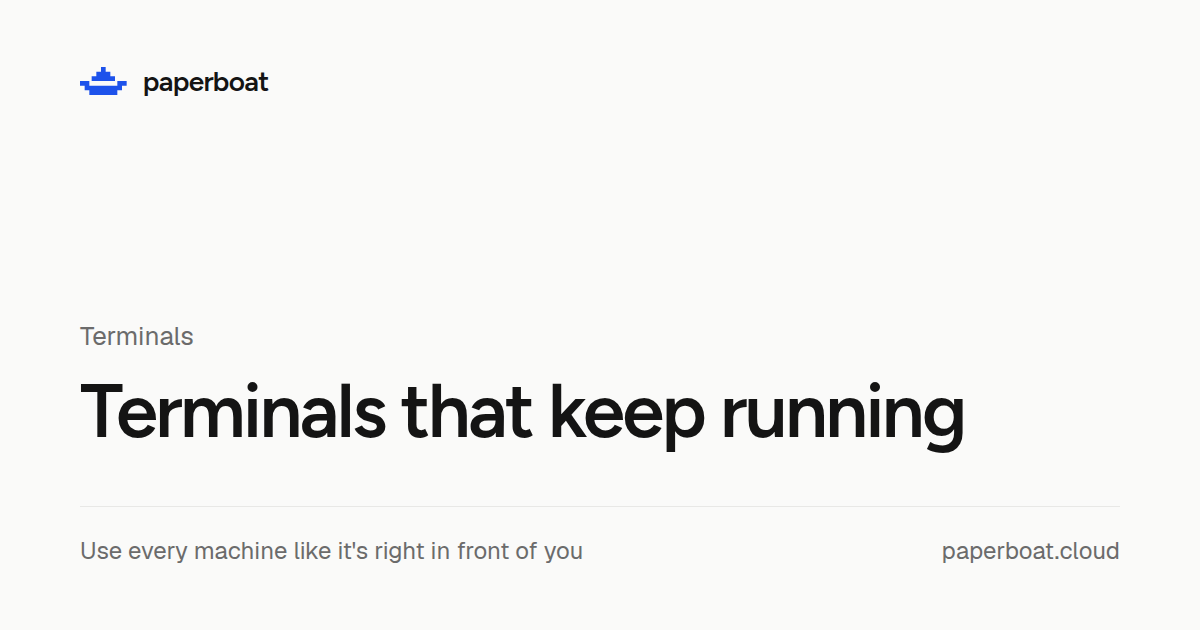 paperboat
Terminals
Terminals that keep running
Use every machine like it's right in front of you
paperboat.cloud